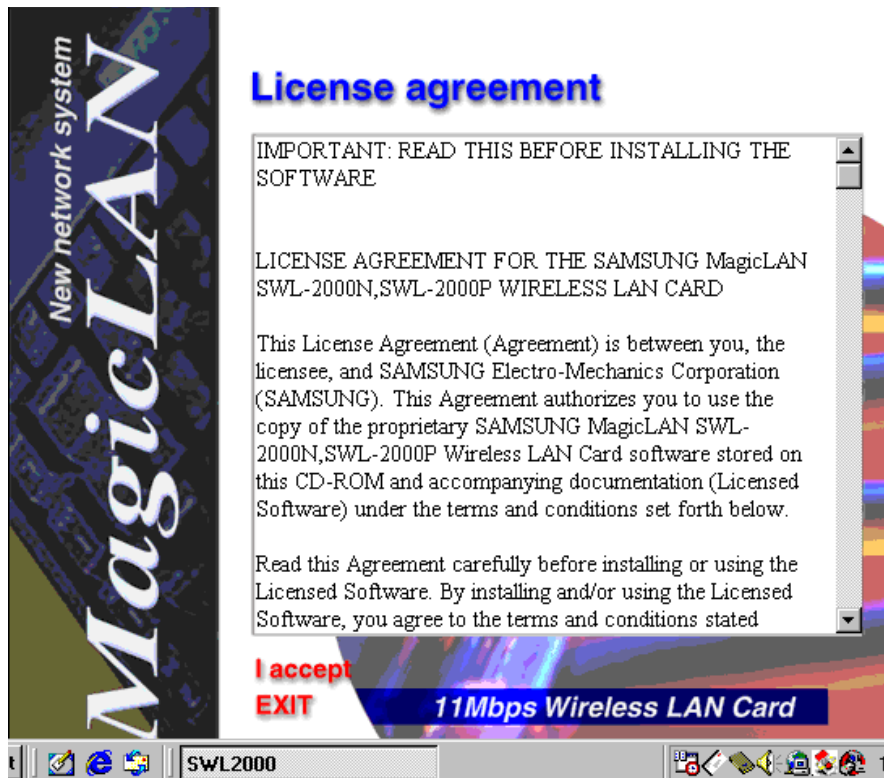 New network system
MagicLAN
License agreement
IMPORTANT: READ THIS BEFORE INSTALLING THE
SOFTWARE
LICENSE AGREEMENT FOR THE SAMSUNG MagicLAN
SWL-2000N,SWL-2000P WIRELESS LAN CARD
This License Agreement (Agreement) is between you, the
licensee, and SAMSUNG Electro-Mechanics Corporation
(SAMSUNG). This Agreement authorizes you to use the
copy of the proprietary SAMSUNG MagicLAN SWL-
2000N,SWL-2000P Wireless LAN Card software stored on
this CD-ROM and accompanying documentation (Licensed
Software) under the terms and conditions set forth below.
Read this Agreement carefully before installing or using the
Licensed Software. By installing and/or using the Licensed
Software, you agree to the terms and conditions stated
I accept
EXIT
11Mbps Wireless LAN Card
SWL2000